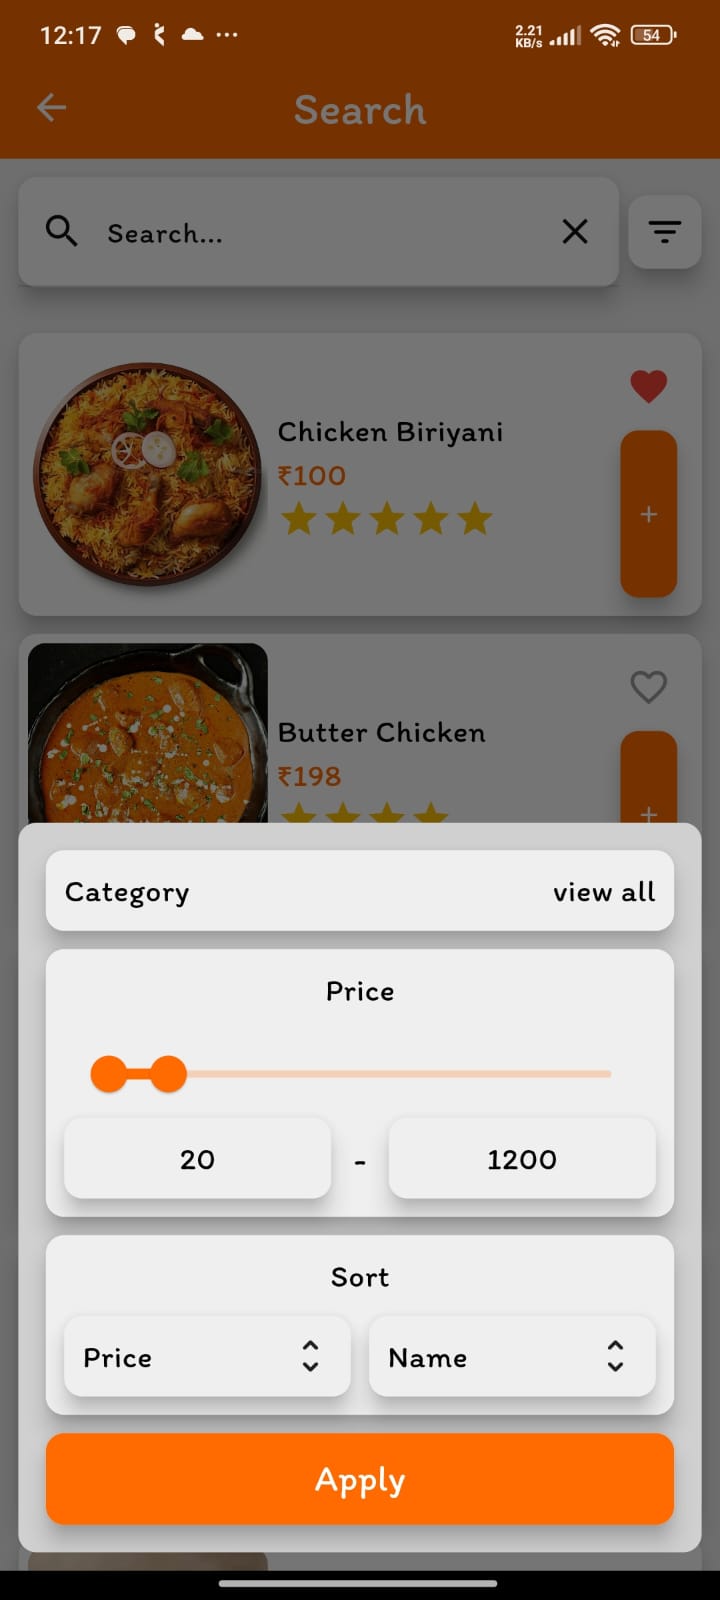 12:17
2.21
KB/s
54
Search
Search...
Chicken Biriyani
₹100
+
Butter Chicken
₹198
+
Category view all
Price
20 - 1200
Sort
Price Name
Apply